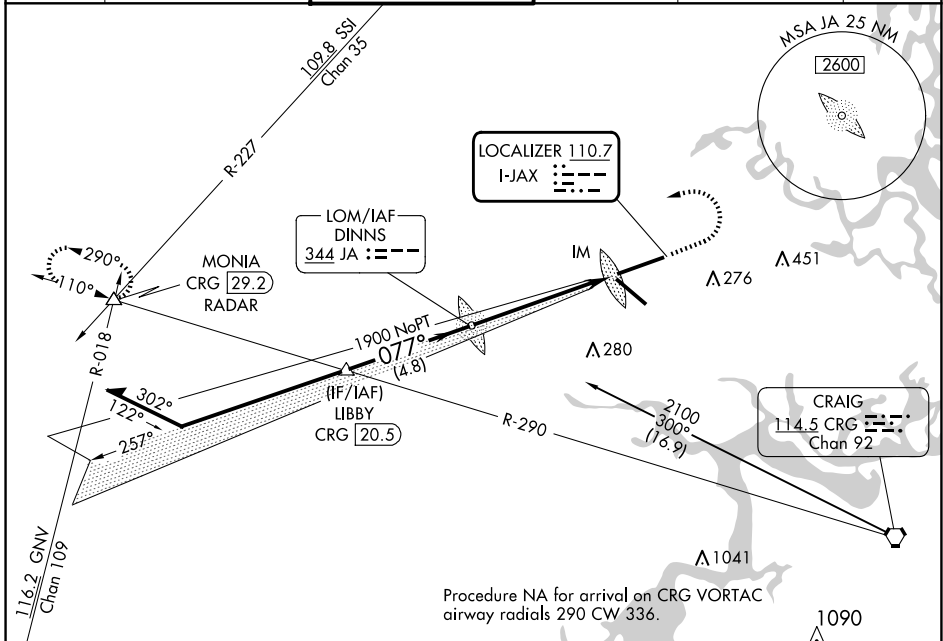 109.8 SSI
Chan 35
R-227
MSA JA 25 NM
2600
LOCALIZER 110.7
I-JAX
LOM/IAF
DINNS
344 JA
MONIA
CRG 29.2
RADAR
290°
110°
IM
276
451
R-018
1900 NoPT
077°
(4.8)
280
(IF/IAF)
LIBBY
CRG 20.5
302°
122°
257°
R-290
2100
300°
(16.9)
CRAIG
114.5 CRG
Chan 92
116.2 GNV
Chan 109
1041
Procedure NA for arrival on CRG VORTAC
airway radials 290 CW 336.
1090